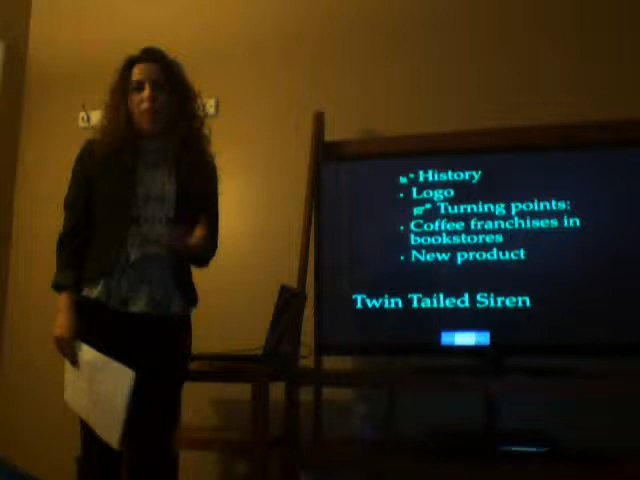 History
Logo
Turning points:
Coffee franchises in
bookstores
New product
Twin Tailed Siren